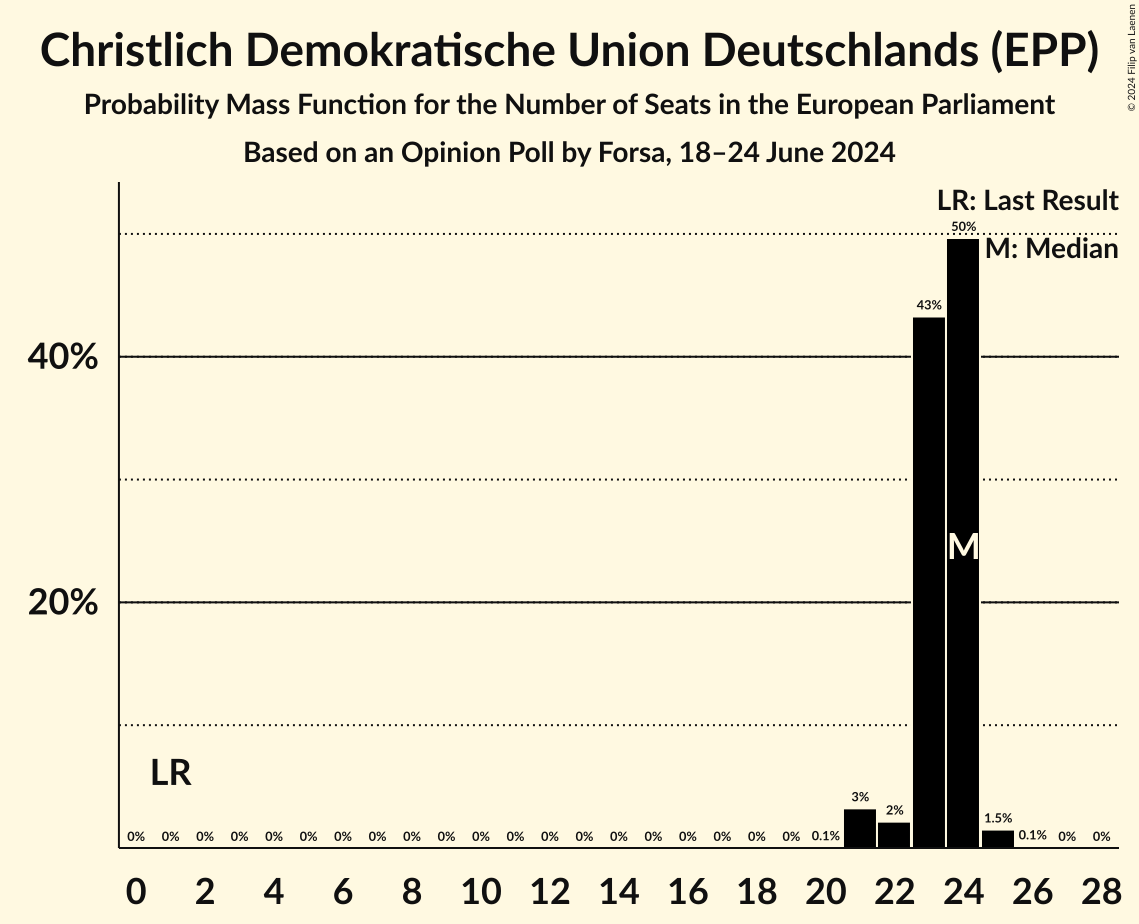 Christlich Demokratische Union Deutschlands (EPP)
Probability Mass Function for the Number of Seats in the European Parliament
Based on an Opinion Poll by Forsa, 18–24 June 2024
© 2024 Filip van Laenen
LR: Last Result
M: Median
50%
43%
40%
M
20%
LR
3%
2%
1.5%
0% 0% 0% 0% 0% 0% 0% 0% 0% 0% 0% 0% 0% 0% 0% 0% 0% 0% 0% 0% 0.1% 0.1% 0% 0%
0 2 4 6 8 10 12 14 16 18 20 22 24 26 28